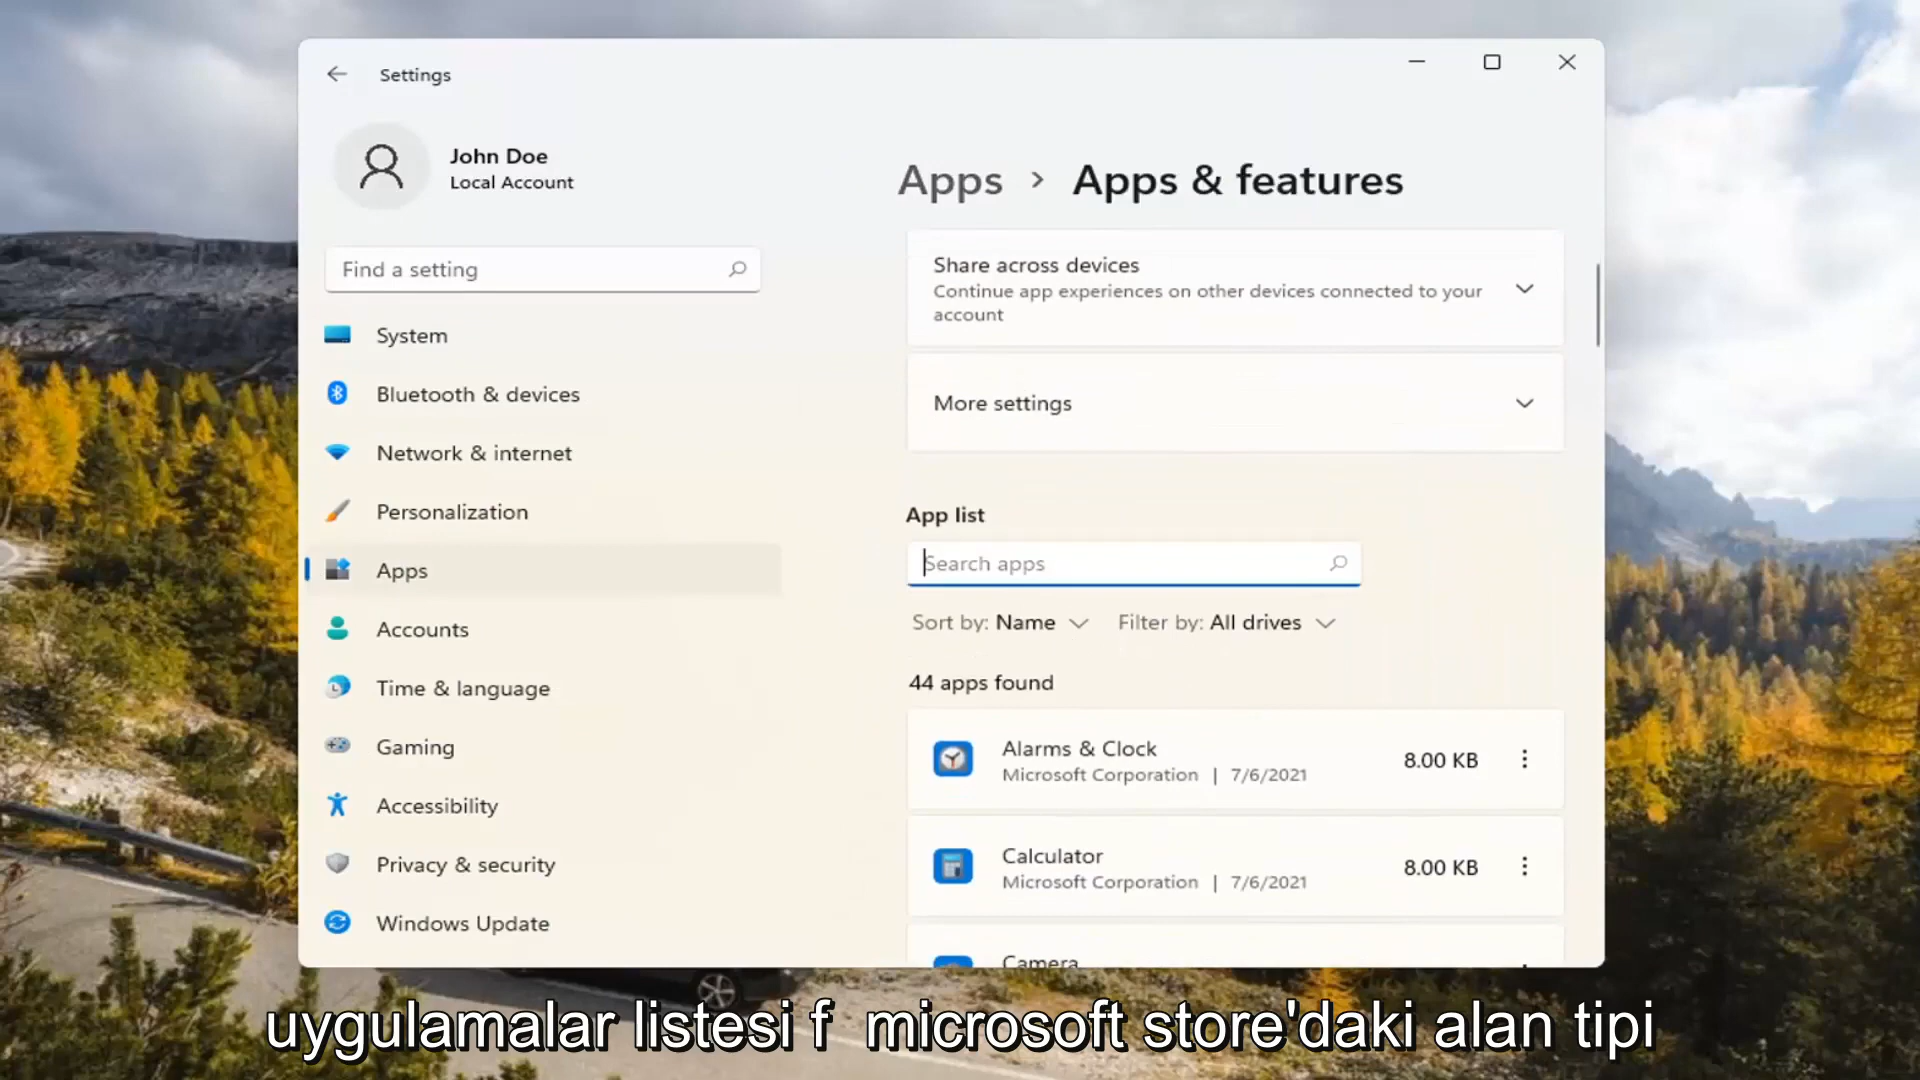 Settings
John Doe
Local Account
Find a setting
System
Bluetooth & devices
Network & internet
Personalization
Apps
Accounts
Time & language
Gaming
Accessibility
Privacy & security
Windows Update
Apps > Apps & features
Share across devices
Continue app experiences on other devices connected to your
account
More settings
App list
Search apps
Sort by: Name Filter by: All drives
44 apps found
Alarms & Clock
Microsoft Corporation | 7/6/2021
8.00 KB
Calculator
Microsoft Corporation | 7/6/2021
8.00 KB
Camera
uygulamalar listesi f microsoft store'daki alan tipi